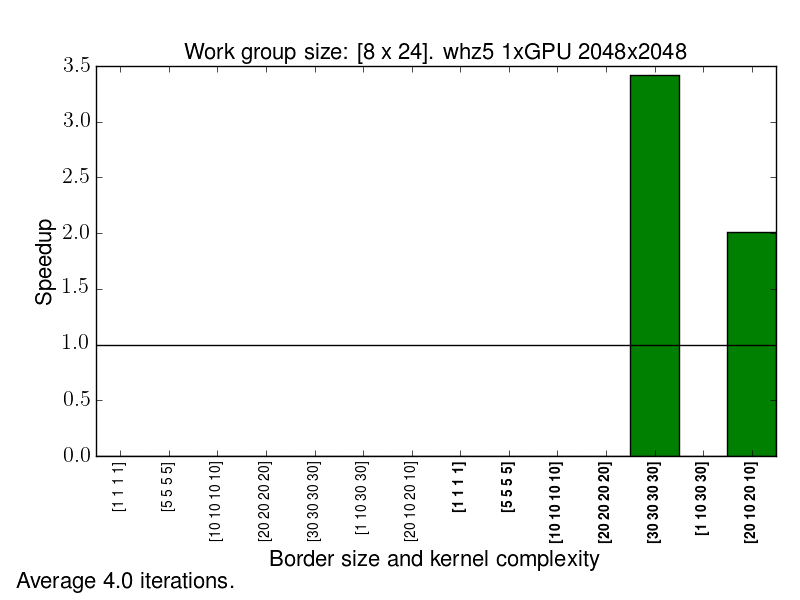 Work group size: [8 x 24]. whz5 1xGPU 2048x2048
3.5
3.0
2.5
2.0
1.5
1.0
0.5
0.0
Speedup
[1 1 1 1]
[5 5 5 5]
[10 10 10 10]
[20 20 20 20]
[30 30 30 30]
[1 10 30 30]
[20 10 20 10]
[1 1 1 1]
[5 5 5 5]
[10 10 10 10]
[20 20 20 20]
[30 30 30 30]
[1 10 30 30]
[20 10 20 10]
Border size and kernel complexity
Average 4.0 iterations.